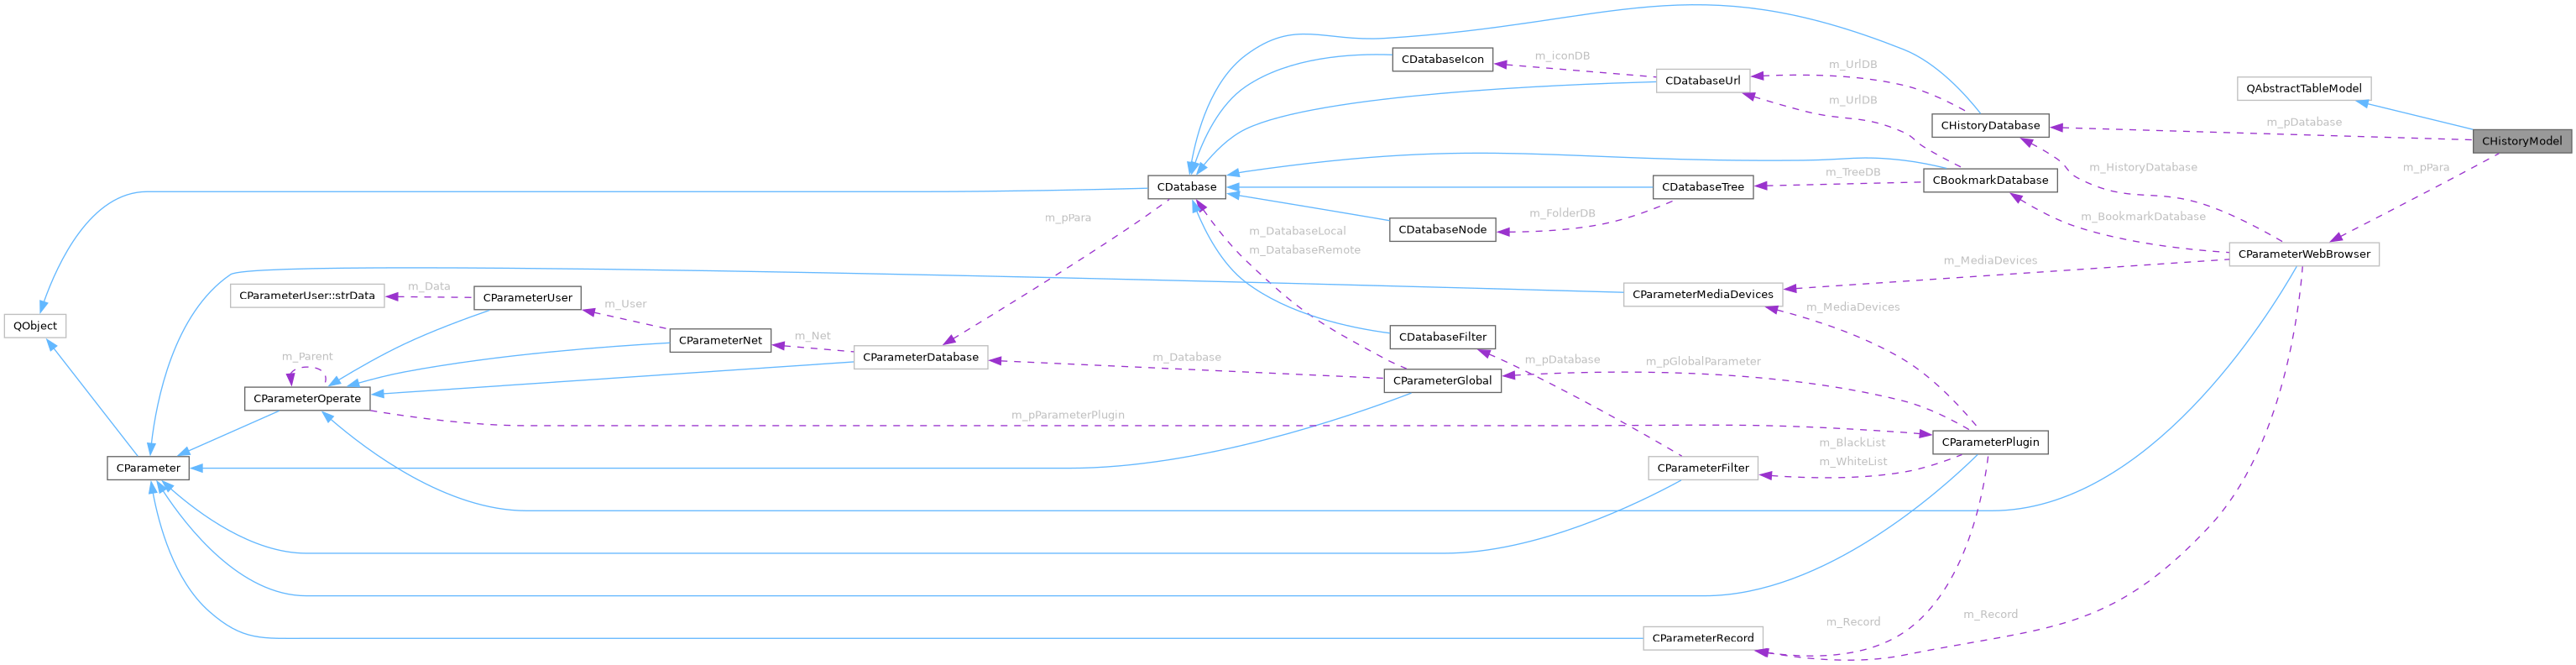 m_iconDB
CDatabaseIcon
m_UrlDB
CDatabaseUrl
QAbstractTableModel
m_UrlDB
m_pDatabase
CHistoryDatabase
CHistoryModel
m_HistoryDatabase
m_pPara
m_TreeDB
CBookmarkDatabase
CDatabase
CDatabaseTree
m_FolderDB
m_pPara
m_BookmarkDatabase
CDatabaseNode
m_DatabaseLocal
m_DatabaseRemote
CParameterWebBrowser
m_MediaDevices
m_Data
CParameterUser::strData
CParameterUser
CParameterMediaDevices
m_User
m_MediaDevices
QObject
m_Net
CParameterNet
CDatabaseFilter
m_Parent
CParameterDatabase
m_Database
m_pDatabase
m_pGlobalParameter
CParameterGlobal
CParameterOperate
m_pParameterPlugin
m_BlackList
m_WhiteList
CParameterPlugin
CParameter
CParameterFilter
m_Record
m_Record
CParameterRecord